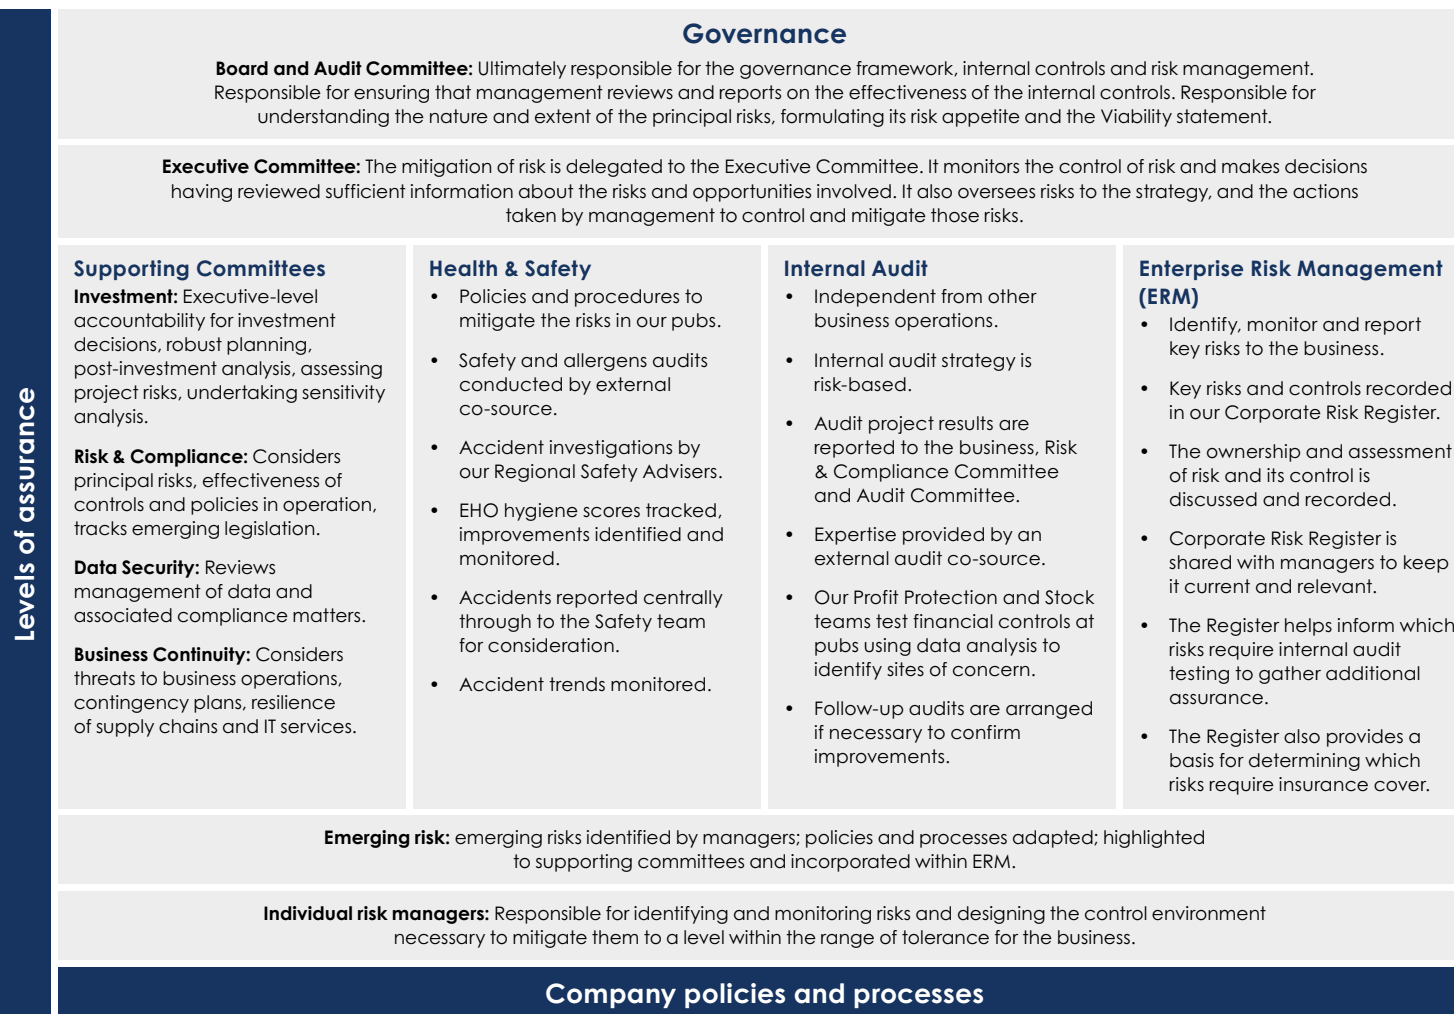 Levels of assurance
Governance
Board and Audit Committee: Ultimately responsible for the governance framework, internal controls and risk management.
Responsible for ensuring that management reviews and reports on the effectiveness of the internal controls. Responsible for
understanding the nature and extent of the principal risks, formulating its risk appetite and the Viability statement.
Executive Committee: The mitigation of risk is delegated to the Executive Committee. It monitors the control of risk and makes decisions
having reviewed sufficient information about the risks and opportunities involved. It also oversees risks to the strategy, and the actions
taken by management to control and mitigate those risks.
Supporting Committees
Investment: Executive-level
accountability for investment
decisions, robust planning,
post-investment analysis, assessing
project risks, undertaking sensitivity
analysis.
Risk & Compliance: Considers
principal risks, effectiveness of
controls and policies in operation,
tracks emerging legislation.
Data Security: Reviews
management of data and
associated compliance matters.
Business Continuity: Considers
threats to business operations,
contingency plans, resilience
of supply chains and IT services.
Health & Safety
• Policies and procedures to
mitigate the risks in our pubs.
• Safety and allergens audits
conducted by external
co-source.
• Accident investigations by
our Regional Safety Advisers.
• EHO hygiene scores tracked,
improvements identified and
monitored.
• Accidents reported centrally
through to the Safety team
for consideration.
• Accident trends monitored.
Internal Audit
• Independent from other
business operations.
• Internal audit strategy is
risk-based.
• Audit project results are
reported to the business, Risk
& Compliance Committee
and Audit Committee.
• Expertise provided by an
external audit co-source.
• Our Profit Protection and Stock
teams test financial controls at
pubs using data analysis to
identify sites of concern.
• Follow-up audits are arranged
if necessary to confirm
improvements.
Enterprise Risk Management
(ERM)
• Identify, monitor and report
key risks to the business.
• Key risks and controls recorded
in our Corporate Risk Register.
• The ownership and assessment
of risk and its control is
discussed and recorded.
• Corporate Risk Register is
shared with managers to keep
it current and relevant.
• The Register helps inform which
risks require internal audit
testing to gather additional
assurance.
• The Register also provides a
basis for determining which
risks require insurance cover.
Emerging risk: emerging risks identified by managers; policies and processes adapted; highlighted
to supporting committees and incorporated within ERM.
Individual risk managers: Responsible for identifying and monitoring risks and designing the control environment
necessary to mitigate them to a level within the range of tolerance for the business.
Company policies and processes